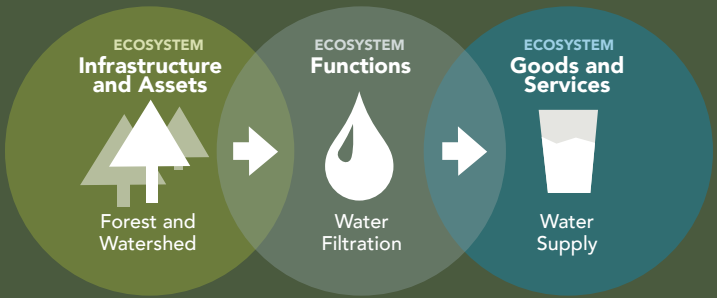 ECOSYSTEM
Infrastructure
and Assets
Forest and
Watershed
ECOSYSTEM
Functions
Water
Filtration
ECOSYSTEM
Goods and
Services
Water
Supply